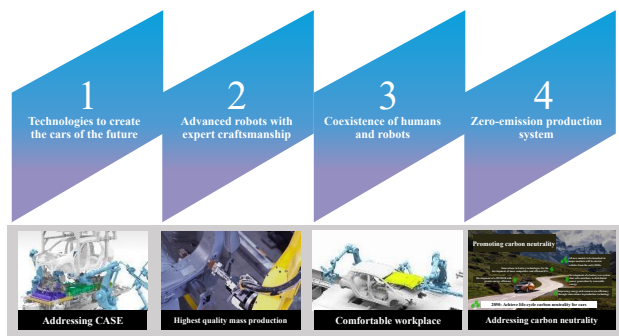 1
Technologies to create
the cars of the future
2
Advanced robots with
expert craftsmanship
3
Coexistence of humans
and robots
4
Zero-emission production
system
Addressing CASE
Highest quality mass production
Comfortable workplace
Promoting carbon neutrality
2050: Achieve life-cycle carbon neutrality for cars
Addressing carbon neutrality